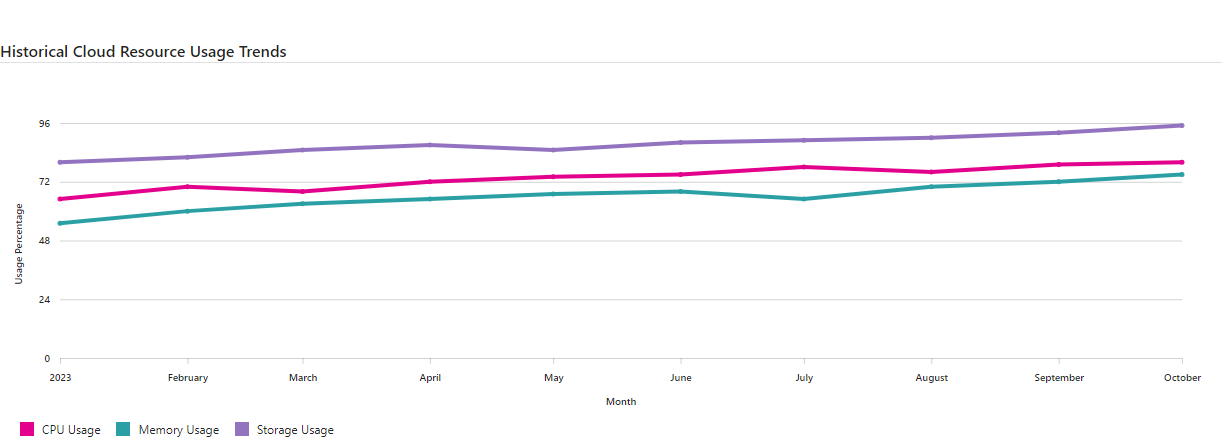 Historical Cloud Resource Usage Trends
96
72
48
24
0
Usage Percentage
2023 February March April May June July August September October
Month
CPU Usage Memory Usage Storage Usage